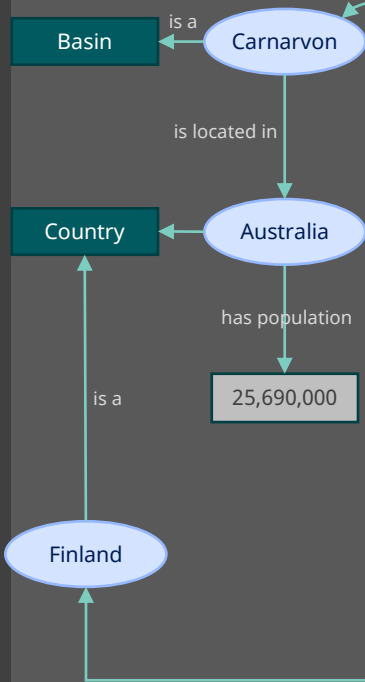 is a
Basin
Carnarvon
is located in
Country
Australia
has population
25,690,000
is a
Finland